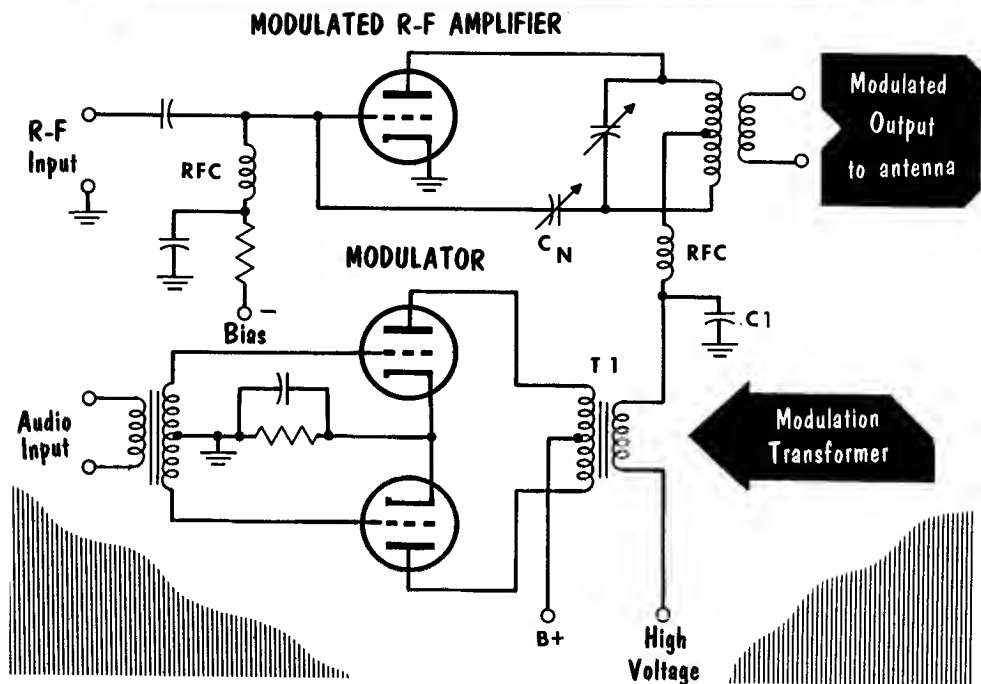 MODULATED R-F AMPLIFIER
R-F
Input
RFC
Bias
-
CN
Modulated
Output
to antenna
RFC
C1
MODULATOR
Audio
Input
T1
B+
High
Voltage
Modulation
Transformer